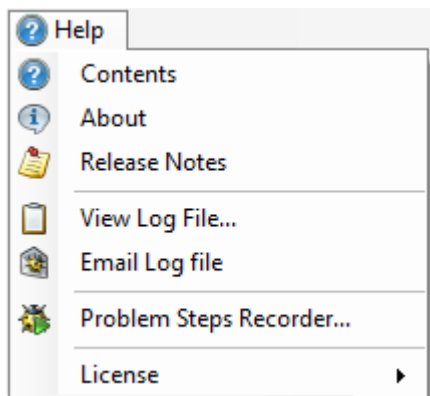 Help
Contents
About
Release Notes
View Log File...
Email Log file
Problem Steps Recorder...
License